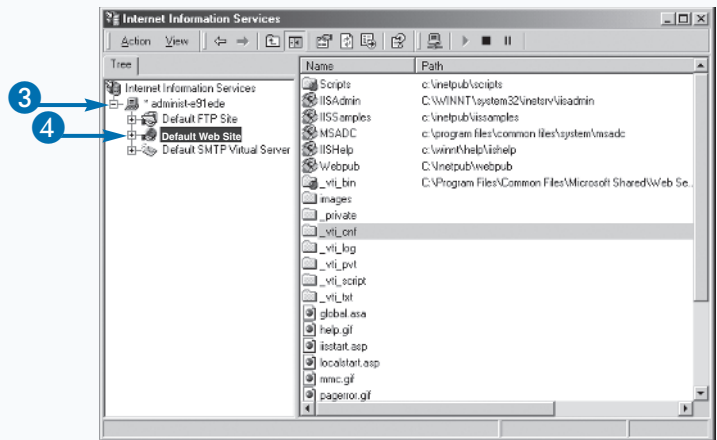 Internet Information Services
Action View
Tree
Name Path
Internet Information Services
3
* administ-e91ede
Default FTP Site
4
Default Web Site
Default SMTP Virtual Server
Scripts c:\inetpub\scripts
IISAdmin C:\WINNT\system32\inetsrv\iisadmin
IISSamples c:\inetpub\iissamples
MSADC c:\program files\common files\system\msadc
IISHelp c:\winnt\help\iishelp
Webpub C:\Inetpub\webpub
_vti_bin C:\Program Files\Common Files\Microsoft Shared\Web Se..
images
_private
_vti_cnf
_vti_log
_vti_pvt
_vti_script
_vti_txt
global.asa
help.gif
iisstart.asp
localstart.asp
mmc.gif
pagerror.gif